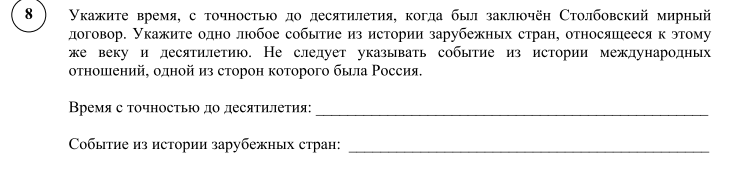 8
Укажите время, с точностью до десятилетия, когда был заключён Столбовский мирный
договор. Укажите одно любое событие из истории зарубежных стран, относящееся к этому
же веку и десятилетию. Не следует указывать событие из истории международных
отношений, одной из сторон которого была Россия.
Время с точностью до десятилетия:
Событие из истории зарубежных стран: